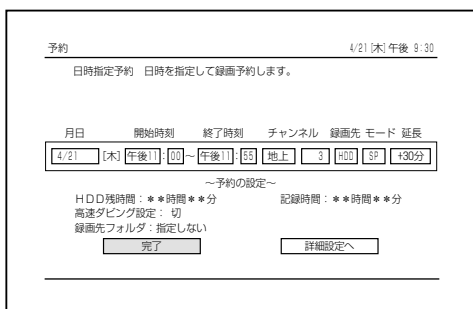 予約 4/21[木]午後 9:30
日時指定予約 日時を指定して録画予約します。
月日 開始時刻 終了時刻 チャンネル 録画先 モード 延長
4/21 [木] 午後11:00～午後11:55 地上 3 HDD SP +30分
～予約の設定～
HDD残時間：＊＊時間＊＊分 記録時間：＊＊時間＊＊分
高速ダビング設定： 切
録画先フォルダ：指定しない
完了 詳細設定へ